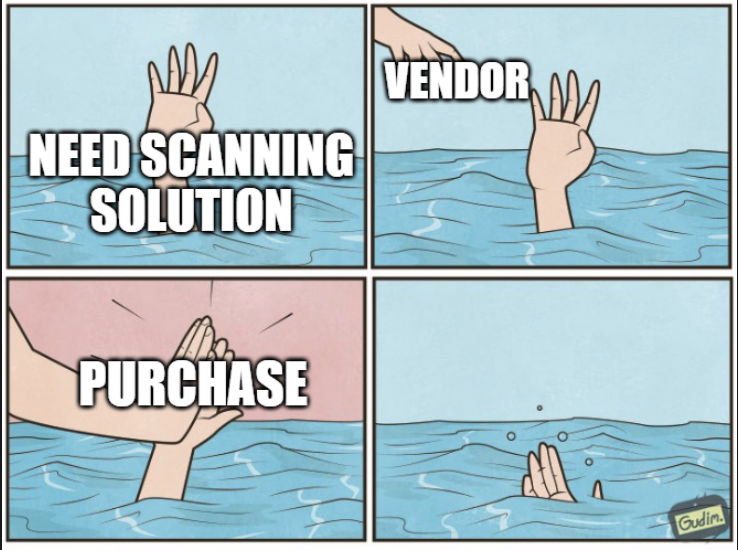 NEED SCANNING
SOLUTION
VENDOR
PURCHASE
Gudim.